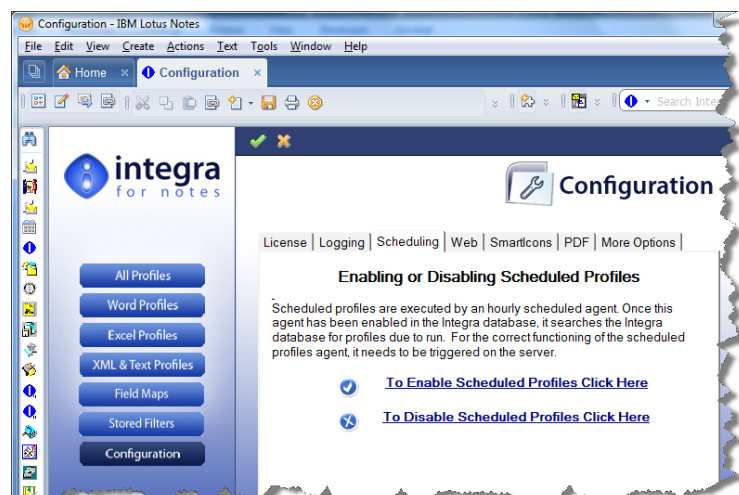 Configuration - IBM Lotus Notes
File Edit View Create Actions Text Tools Window Help
Home Configuration
Search Inte
integra
for notes
Configuration
License Logging Scheduling Web SmartIcons PDF More Options
All Profiles
Word Profiles
Excel Profiles
XML & Text Profiles
Field Maps
Stored Filters
Configuration
Enabling or Disabling Scheduled Profiles
Scheduled profiles are executed by an hourly scheduled agent. Once this
agent has been enabled in the Integra database, it searches the Integra
database for profiles due to run. For the correct functioning of the scheduled
profiles agent, it needs to be triggered on the server.
To Enable Scheduled Profiles Click Here
To Disable Scheduled Profiles Click Here